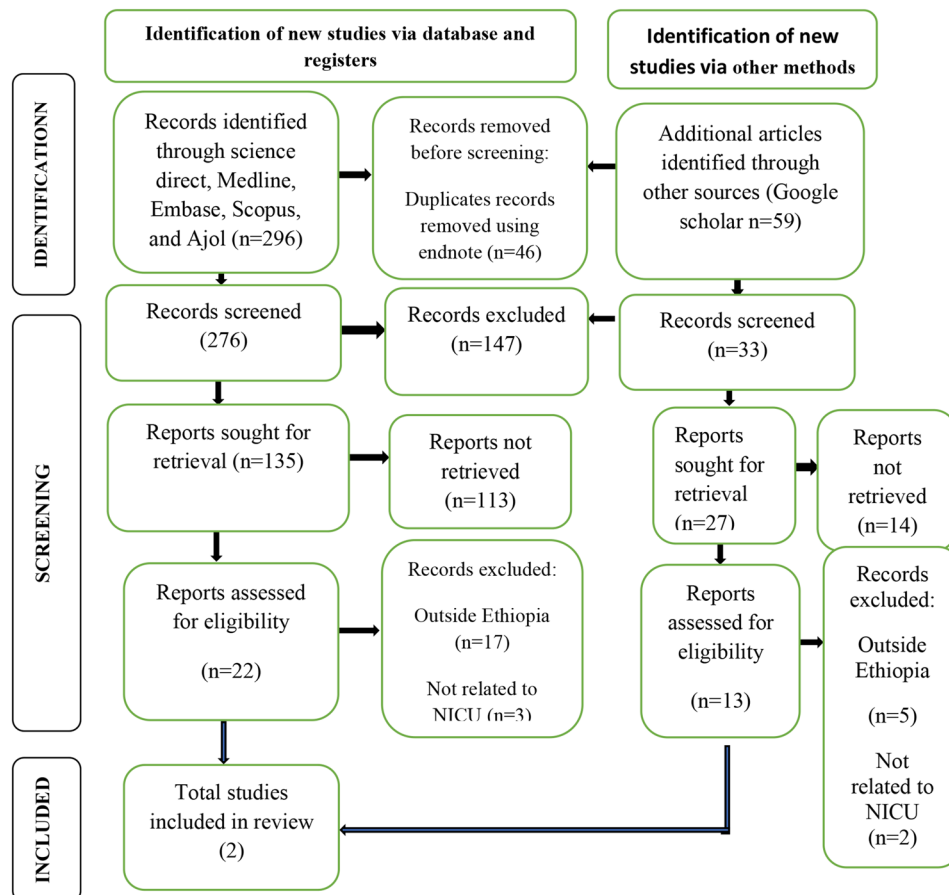 Identification of new studies via database and
registers
Identification of new
studies via other methods
IDENTIFICATIONN
Records identified
through science
direct, Medline,
Embase, Scopus,
and Ajol (n=296)
Records removed
before screening:
Duplicates records
removed using
endnote (n=46)
Additional articles
identified through
other sources (Google
scholar n=59)
SCREENING
Records screened
(276)
Records excluded
(n=147)
Records screened
(n=33)
Reports sought for
retrieval (n=135)
Reports not
retrieved
(n=113)
Reports
sought for
retrieval
(n=27)
Reports
not
retrieved
(n=14)
Reports assessed
for eligibility
(n=22)
Records excluded:
Outside Ethiopia
(n=17)
Not related to
NICU (n=3)
Reports
assessed for
eligibility
(n=13)
Records
excluded:
Outside
Ethiopia
(n=5)
Not
related to
NICU
(n=2)
INCLUDED
Total studies
included in review
(2)